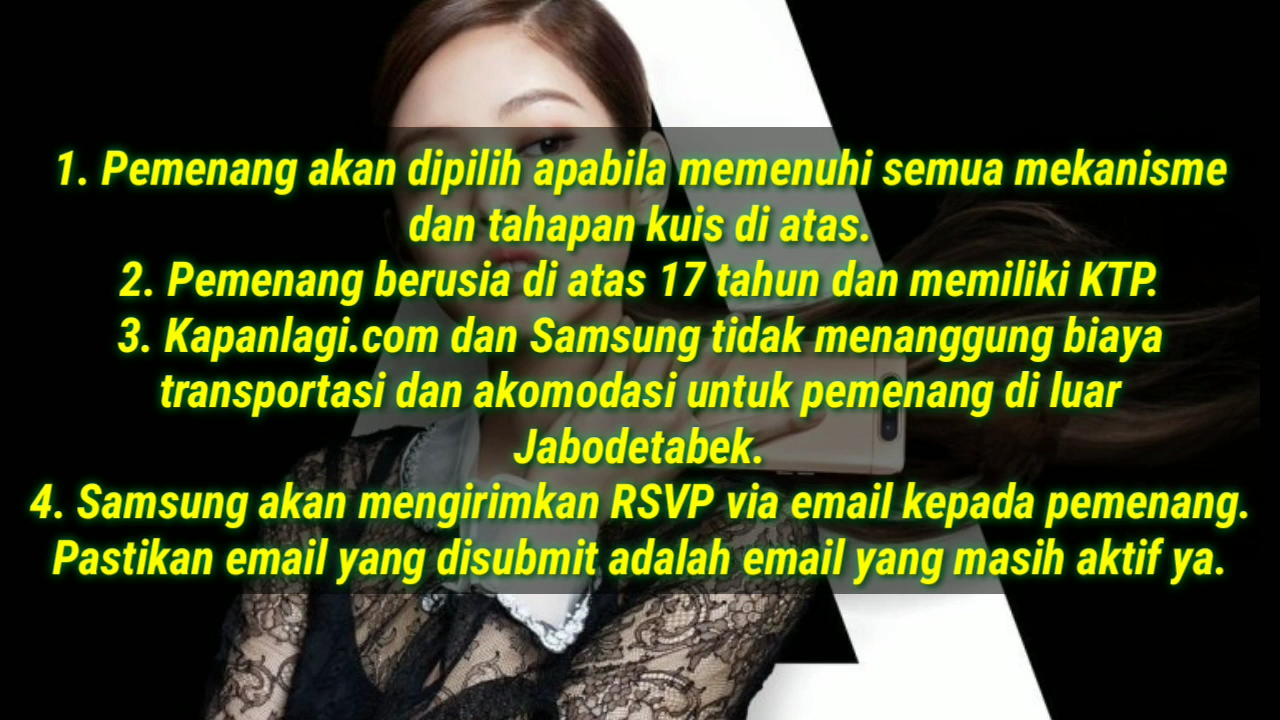 1. Pemenang akan dipilih apabila memenuhi semua mekanisme
dan tahapan kuis di atas.
2. Pemenang berusia di atas 17 tahun dan memiliki KTP.
3. Kapanlagi.com dan Samsung tidak menanggung biaya
transportasi dan akomodasi untuk pemenang di luar
Jabodetabek.
4. Samsung akan mengirimkan RSVP via email kepada pemenang.
Pastikan email yang disubmit adalah email yang masih aktif ya.